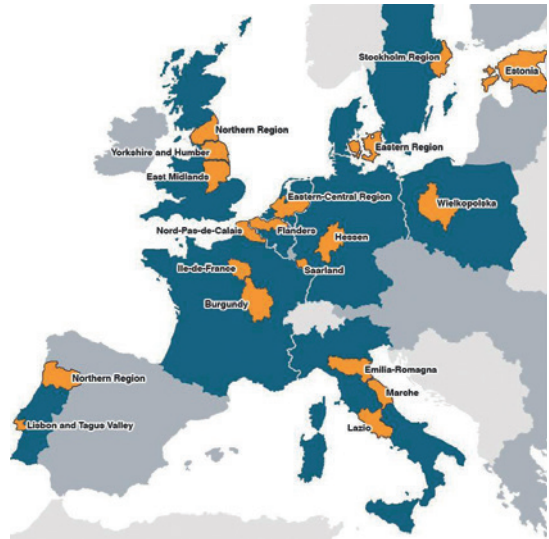 Stockholm Region
Estonia
Northern Region
Eastern Region
Yorkshire and Humber
East Midlands
Eastern-Central Region
Wielkopolska
Nord-Pas-de-Calais
Flanders
Hessen
Ile-de-France
Saarland
Burgundy
Emilia-Romagna
Northern Region
Marche
Lisbon and Tagus Valley
Lazio